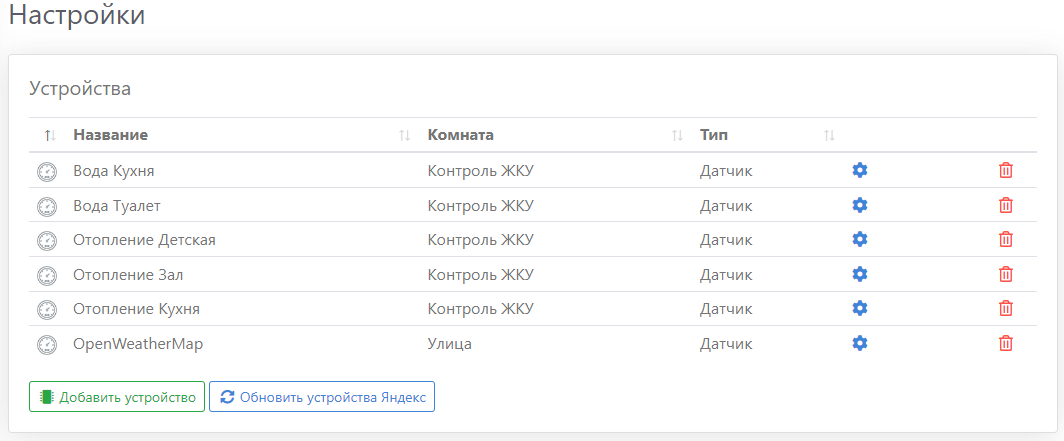 Настройки
Устройства
Название Комната Тип
Вода Кухня Контроль ЖКУ Датчик
Вода Туалет Контроль ЖКУ Датчик
Отопление Детская Контроль ЖКУ Датчик
Отопление Зал Контроль ЖКУ Датчик
Отопление Кухня Контроль ЖКУ Датчик
OpenWeatherMap Улица Датчик
Добавить устройство Обновить устройства Яндекс